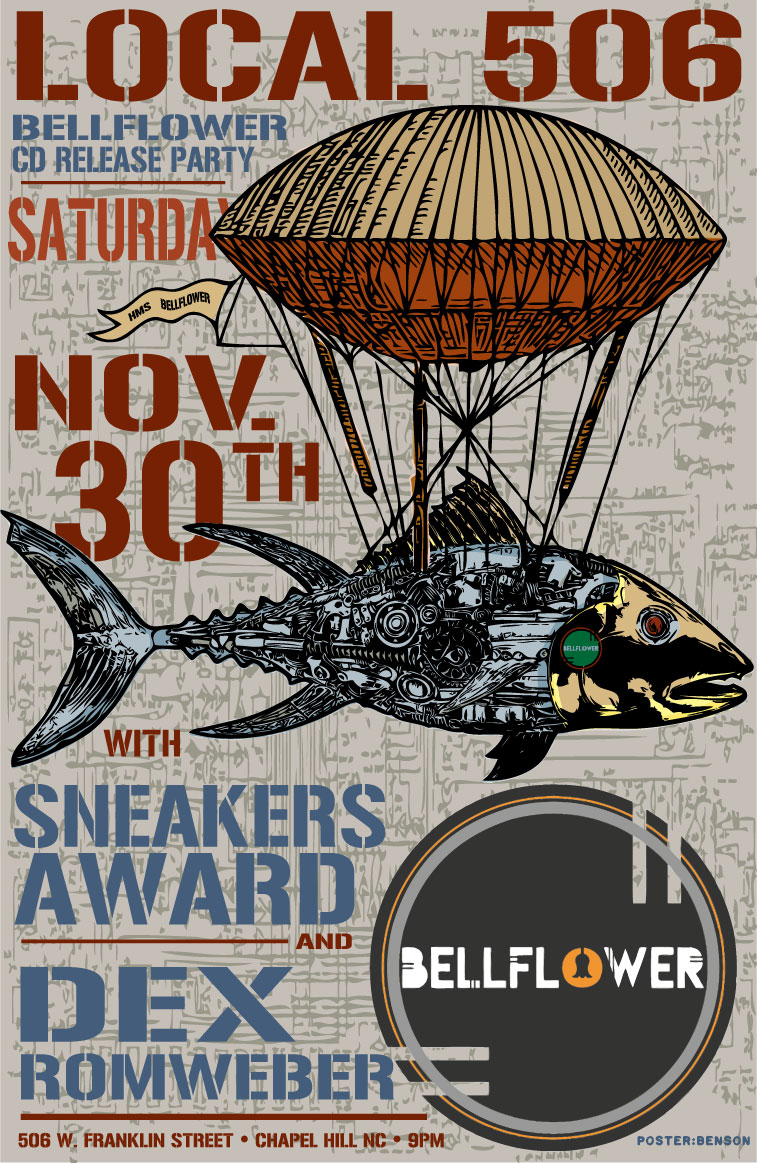 LOCAL 506
BELLFLOWER
CD RELEASE PARTY
SATURDAY
HMS BELLFLOWER
NOV.
30TH
BELLFLOWER
WITH
SNEAKERS
AWARD
AND
DEX
ROMWEBER
BELLFLOWER
506 W. FRANKLIN STREET • CHAPEL HILL NC • 9PM
POSTER:BENSON